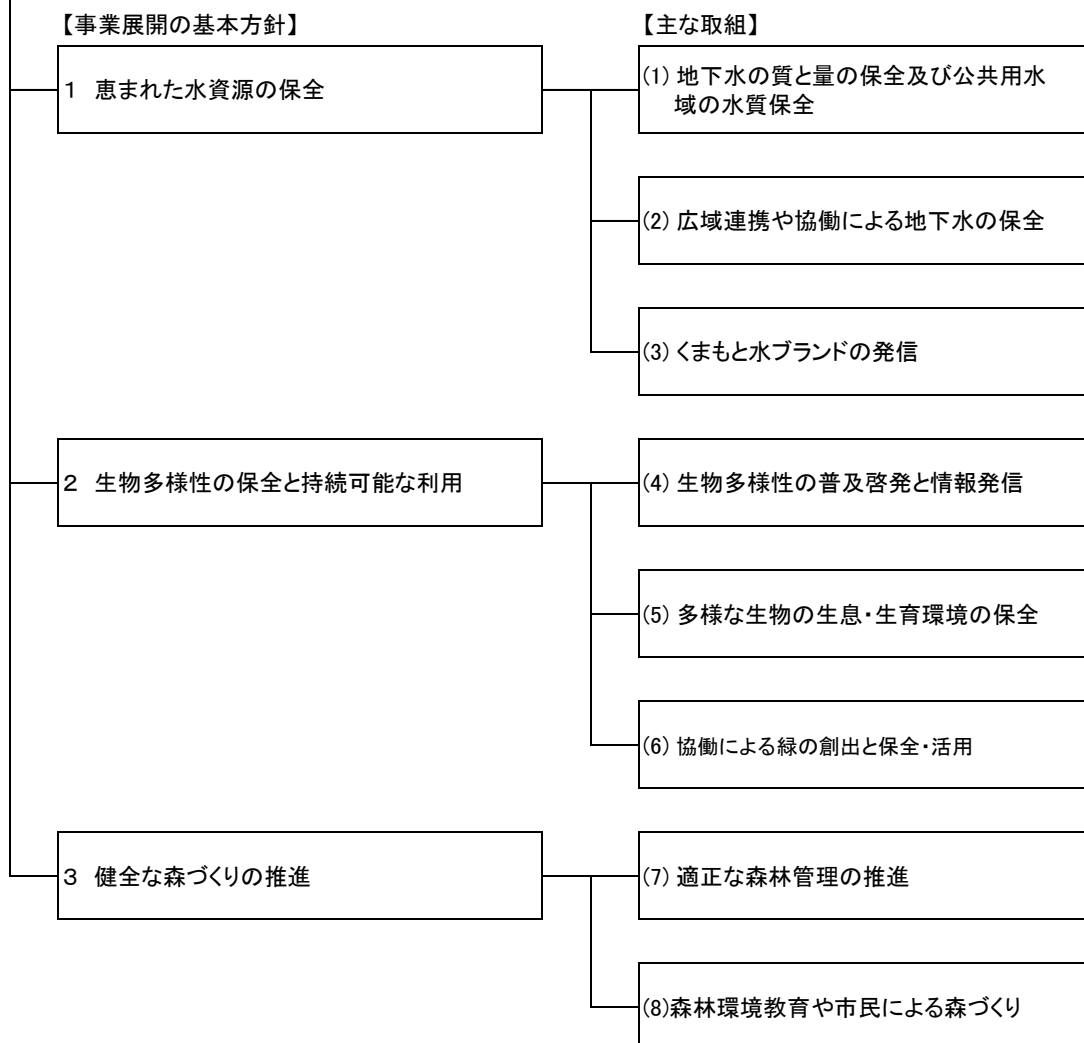 【事業展開の基本方針】
【主な取組】
1 恵まれた水資源の保全
(1) 地下水の質と量の保全及び公共用水
域の水質保全
(2) 広域連携や協働による地下水の保全
(3) くまもと水ブランドの発信
2 生物多様性の保全と持続可能な利用
(4) 生物多様性の普及啓発と情報発信
(5) 多様な生物の生息・生育環境の保全
(6) 協働による緑の創出と保全・活用
3 健全な森づくりの推進
(7) 適正な森林管理の推進
(8)森林環境教育や市民による森づくり